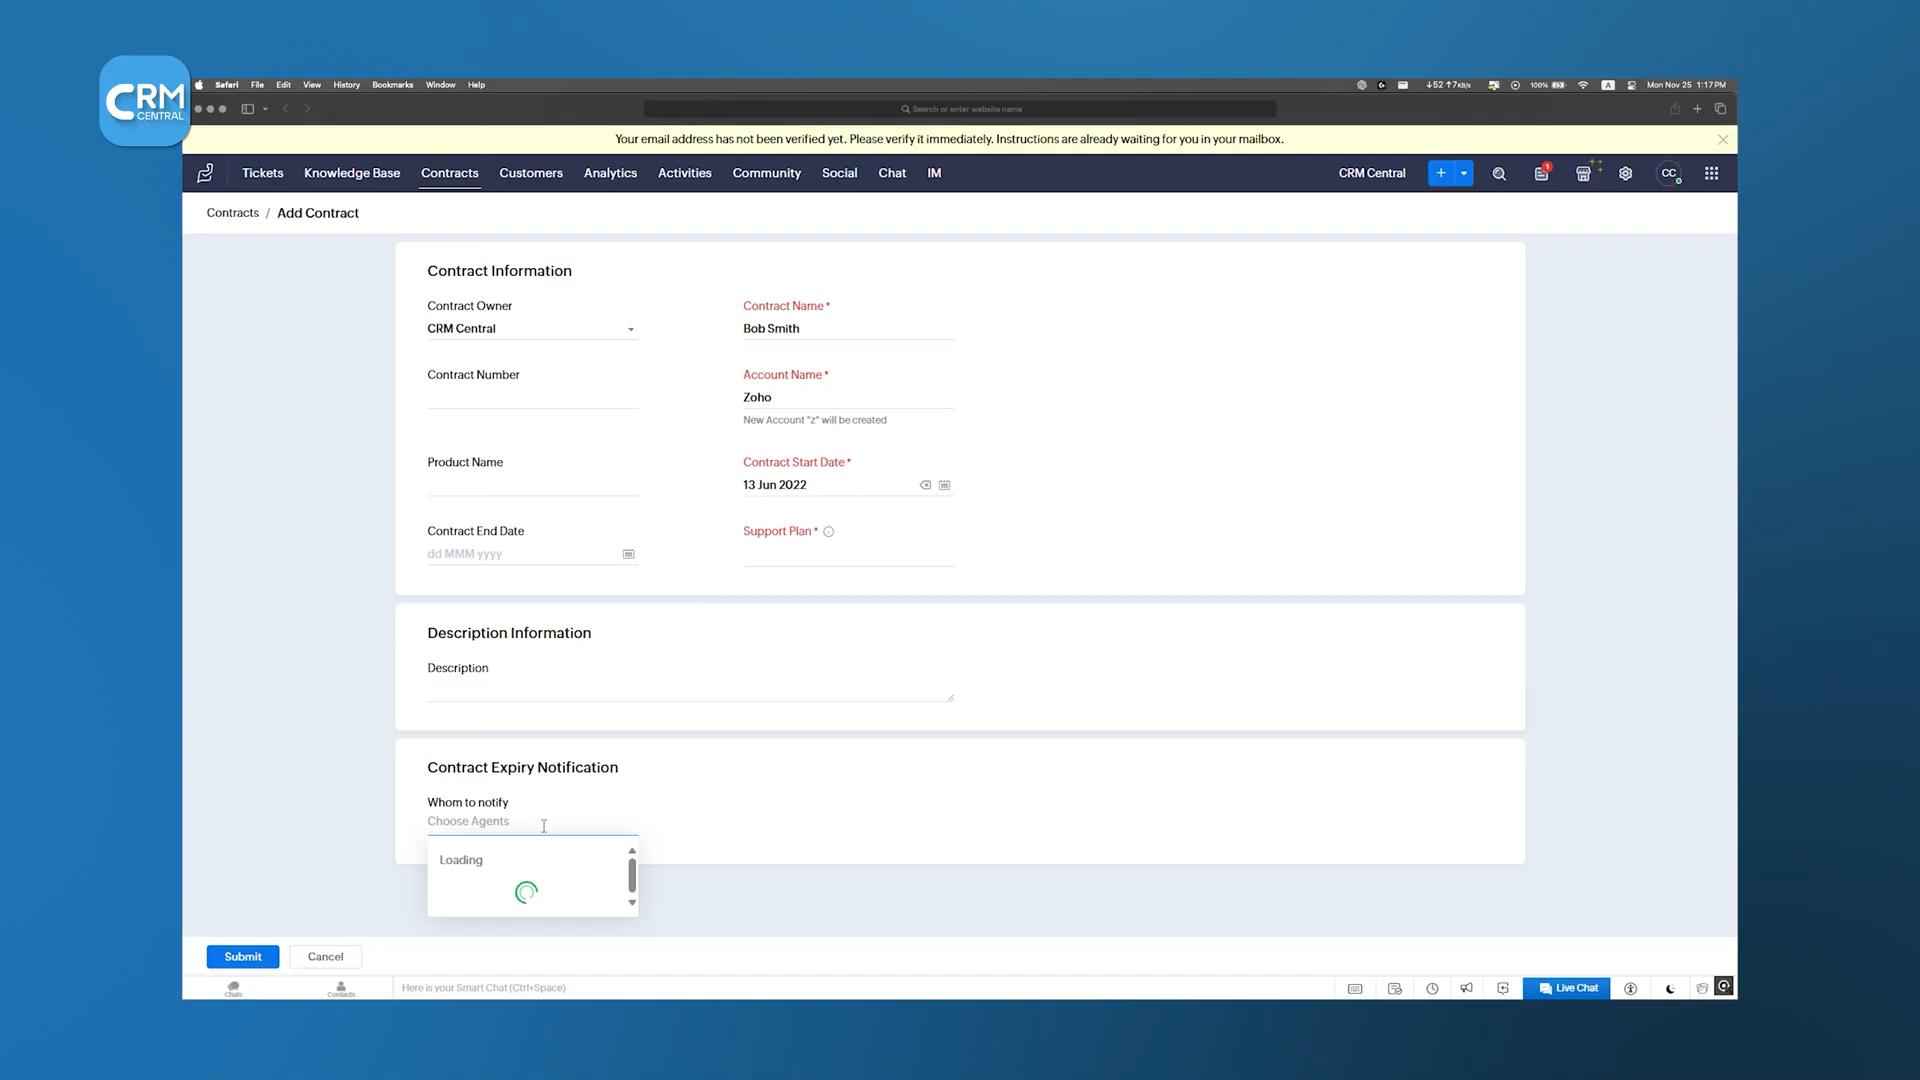 CRM
CENTRAL
Safari File Edit View History Bookmarks Window Help
↓52 ↑7KB/s 100% A Mon Nov 25 1:17PM
Search or enter website name
Your email address has not been verified yet. Please verify it immediately. Instructions are already waiting for you in your mailbox.
Tickets Knowledge Base Contracts Customers Analytics Activities Community Social Chat IM CRM Central + 1 CC
Contracts / Add Contract
Contract Information
Contract Owner Contract Name *
CRM Central Bob Smith
Contract Number Account Name *
Zoho
New Account "z" will be created
Product Name Contract Start Date *
13 Jun 2022
Contract End Date Support Plan *
dd MMM yyyy
Description Information
Description
Contract Expiry Notification
Whom to notify
Choose Agents
Loading
Submit Cancel
Chats Contacts Here is your Smart Chat (Ctrl+Space) Live Chat